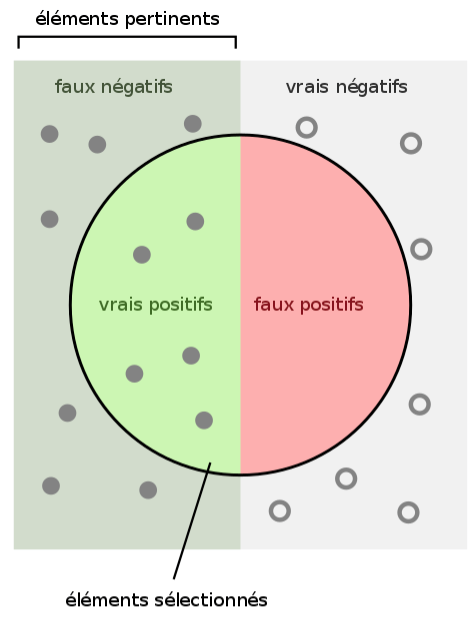 éléments pertinents
faux négatifs
vrais négatifs
vrais positifs
faux positifs
éléments sélectionnés